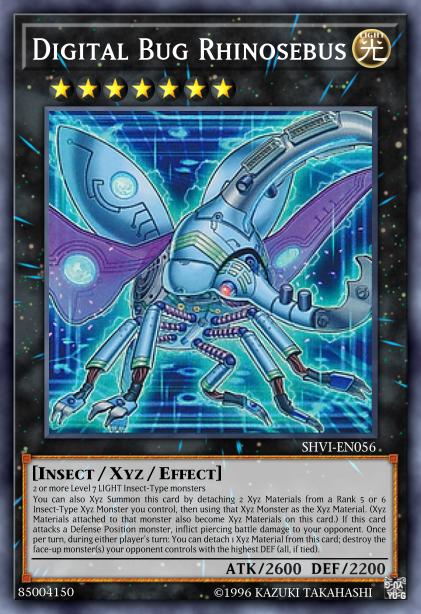 DIGITAL BUG RHINOSEBUS
LIGHT
光
SHVI-EN056
[INSECT / XYZ / EFFECT]
2 or more Level 7 LIGHT Insect-Type monsters
You can also Xyz Summon this card by detaching 2 Xyz Materials from a Rank 5 or 6
Insect-Type Xyz Monster you control, then using that Xyz Monster as the Xyz Material. (Xyz
Materials attached to that monster also become Xyz Materials on this card.) If this card
attacks a Defense Position monster, inflict piercing battle damage to your opponent. Once
per turn, during either player's turn: You can detach 1 Xyz Material from this card; destroy the
face-up monster(s) your opponent controls with the highest DEF (all, if tied).
ATK/2600 DEF/2200
85004150
©1996 KAZUKI TAKAHASHI